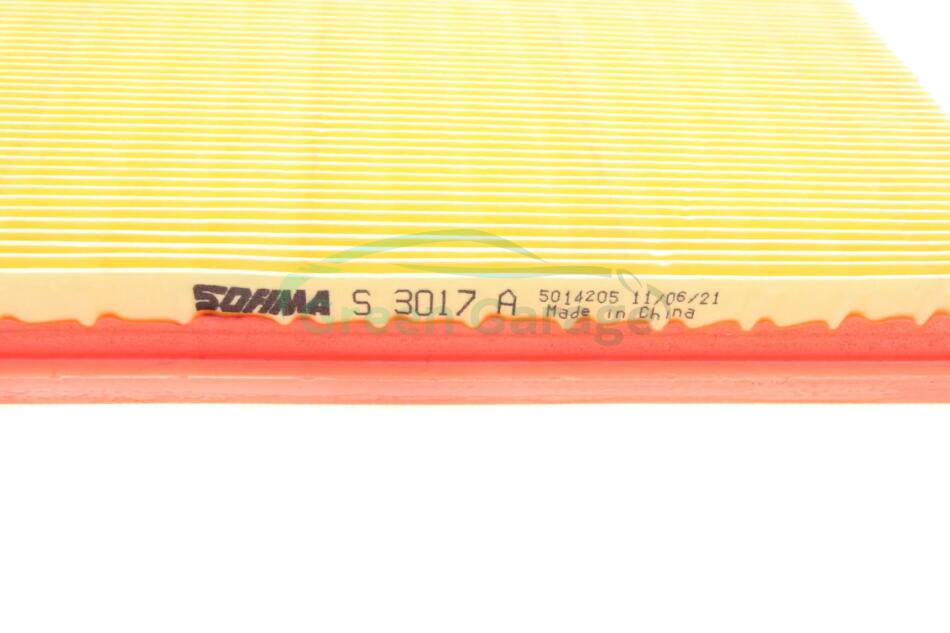 SOFIMA S 3017 A 5014205 11/06/21
Made in China
Green Garage